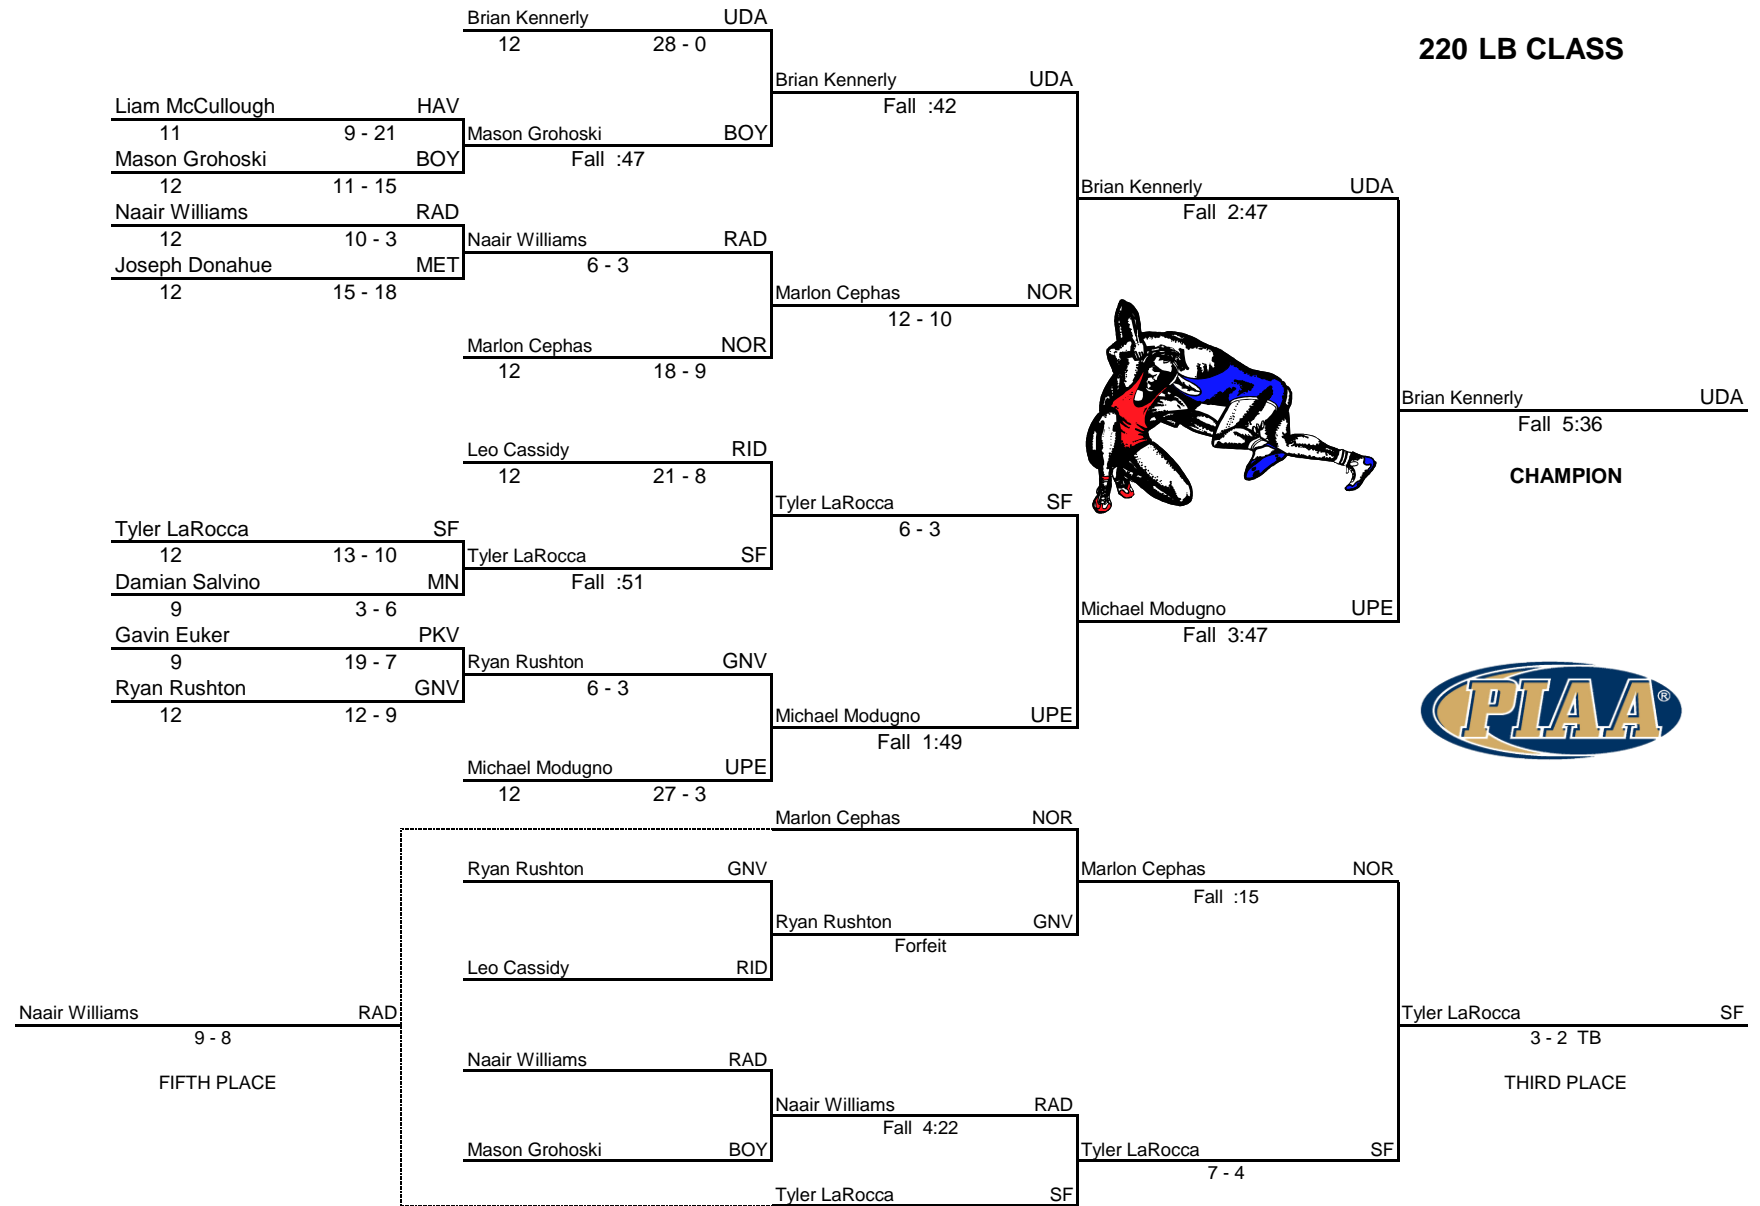 Brian Kennerly UDA
12 28 - 0
220 LB CLASS
Brian Kennerly UDA
Fall :42
Liam McCullough HAV
11 9 - 21
Mason Grohoski BOY
Fall :47
Mason Grohoski BOY
12 11 - 15
Brian Kennerly UDA
Fall 2:47
Naair Williams RAD
12 10 - 3
Naair Williams RAD
6 - 3
Joseph Donahue MET
12 15 - 18
Marlon Cephas NOR
12 - 10
Marlon Cephas NOR
12 18 - 9
Brian Kennerly UDA
Fall 5:36
CHAMPION
Leo Cassidy RID
12 21 - 8
Tyler LaRocca SF
6 - 3
Tyler LaRocca SF
12 13 - 10
Tyler LaRocca SF
Fall :51
Damian Salvino MN
9 3 - 6
Michael Modugno UPE
Fall 3:47
Gavin Euker PKV
9 19 - 7
Ryan Rushton GNV
6 - 3
Ryan Rushton GNV
12 12 - 9
Michael Modugno UPE
Fall 1:49
PIAA®
Michael Modugno UPE
12 27 - 3
Marlon Cephas NOR
Ryan Rushton GNV
Marlon Cephas NOR
Fall :15
Ryan Rushton GNV
Forfeit
Leo Cassidy RID
Naair Williams RAD
9 - 8
FIFTH PLACE
Tyler LaRocca SF
3 - 2 TB
THIRD PLACE
Naair Williams RAD
Naair Williams RAD
Fall 4:22
Mason Grohoski BOY
Tyler LaRocca SF
7 - 4
Tyler LaRocca SF